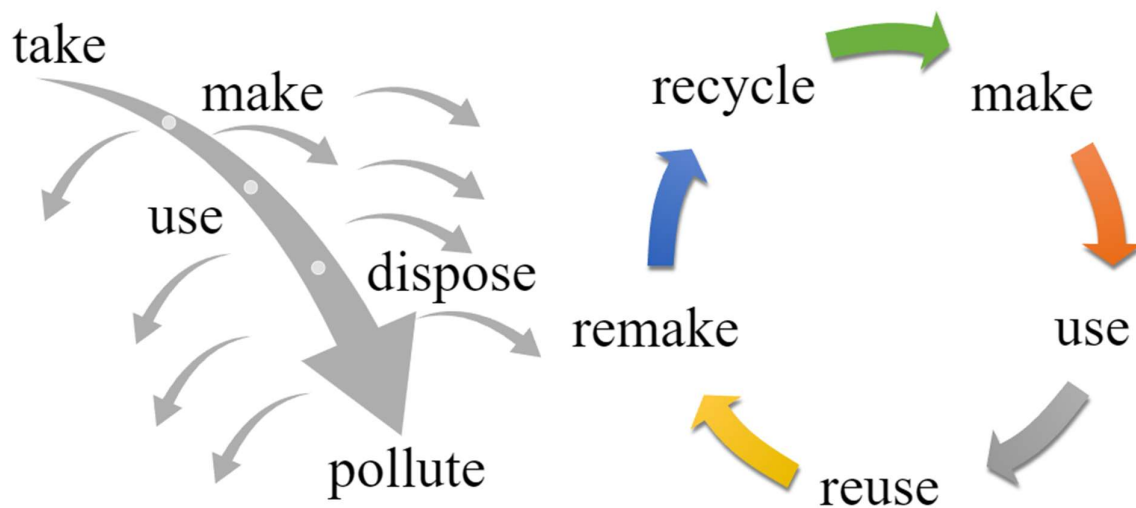 take
make
use
dispose
pollute
recycle
make
use
reuse
remake